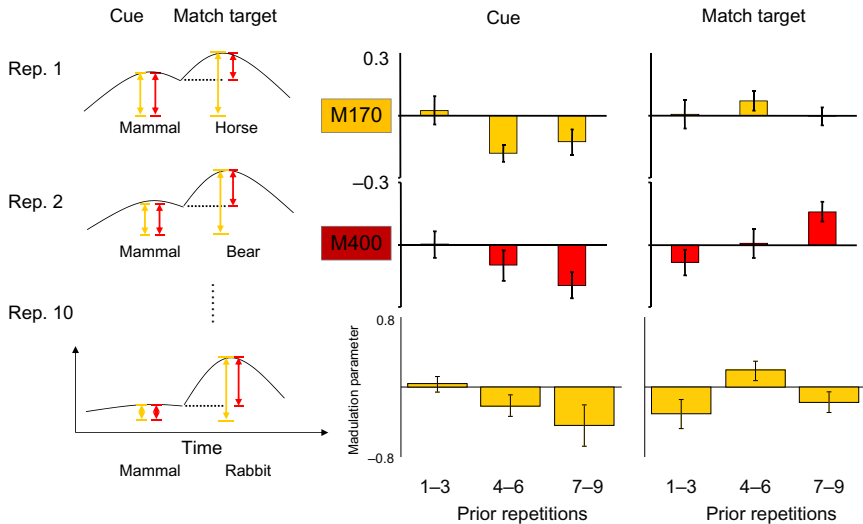 Cue Match target
Rep. 1
Mammal Horse
Rep. 2
Mammal Bear
Rep. 10
Time
Mammal Rabbit
Cue Match target
0.3
M170
−0.3
M400
0.8
Madulation parameter
−0.8
1–3 4–6 7–9 1–3 4–6 7–9
Prior repetitions Prior repetitions